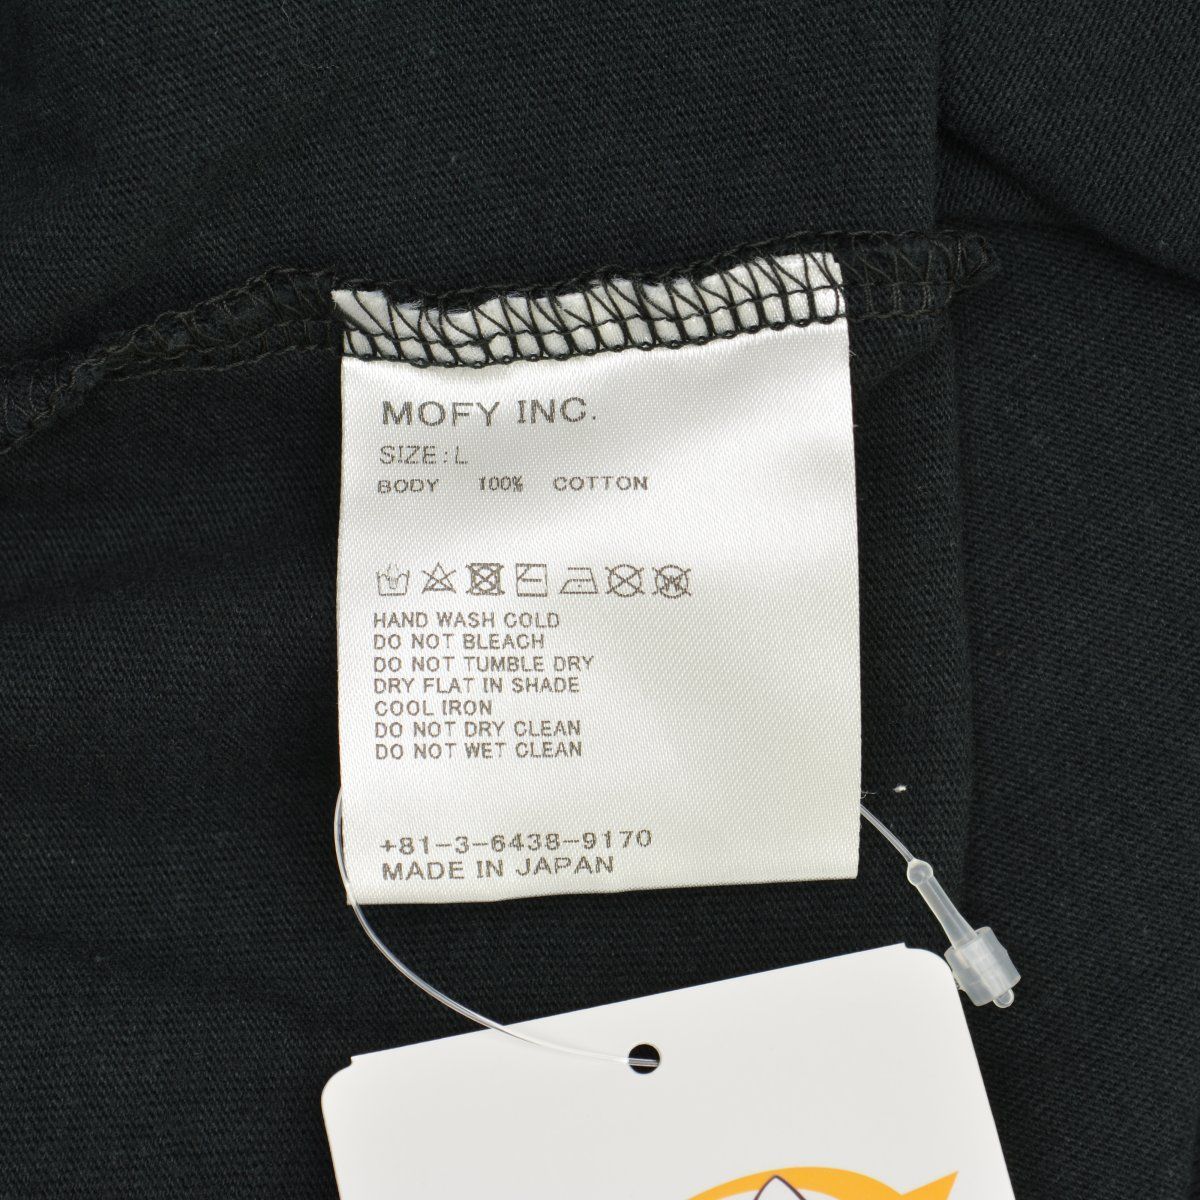 MOFY INC.
SIZE:L
BODY 100% COTTON
HAND WASH COLD
DO NOT BLEACH
DO NOT TUMBLE DRY
DRY FLAT IN SHADE
COOL IRON
DO NOT DRY CLEAN
DO NOT WET CLEAN
+81-3-6438-9170
MADE IN JAPAN